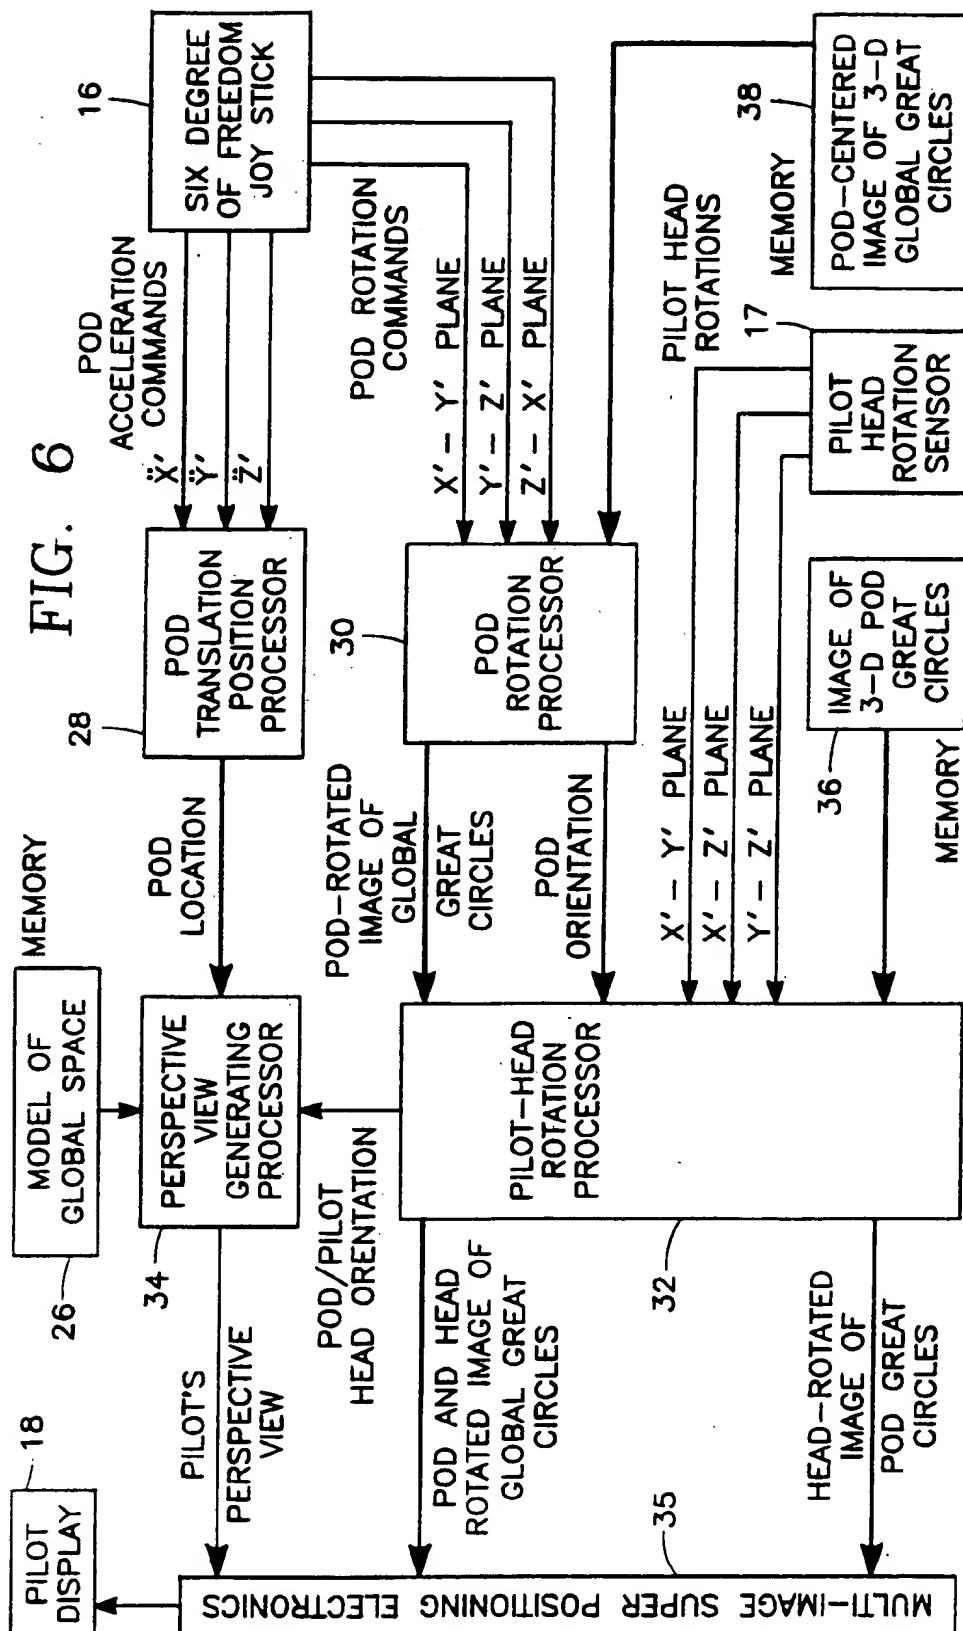 FIG. 6
16
SIX DEGREE
OF FREEDOM
JOY STICK
POD
ACCELERATION
COMMANDS
Ẍ'
Ÿ'
Z̈'
28
POD
TRANSLATION
POSITION
PROCESSOR
POD
LOCATION
MEMORY
MODEL OF
GLOBAL SPACE
26
PERSPECTIVE
VIEW
GENERATING
PROCESSOR
34
PILOT'S
PERSPECTIVE
VIEW
18
PILOT
DISPLAY
POD ROTATION
COMMANDS
X'– Y' PLANE
Y'– Z' PLANE
Z'– X' PLANE
30
POD
ROTATION
PROCESSOR
POD–ROTATED
IMAGE OF
GLOBAL
GREAT
CIRCLES
POD
ORIENTATION
POD/PILOT
HEAD ORENTATION
38
MEMORY
POD–CENTERED
IMAGE OF 3–D
GLOBAL GREAT
CIRCLES
PILOT HEAD
ROTATIONS
17
PILOT
HEAD
ROTATION
SENSOR
X'– Y' PLANE
X'– Z' PLANE
Y'– Z' PLANE
36
IMAGE OF
3–D POD
GREAT
CIRCLES
MEMORY
PILOT–HEAD
ROTATION
PROCESSOR
32
POD AND HEAD
ROTATED IMAGE OF
GLOBAL GREAT
CIRCLES
HEAD–ROTATED
IMAGE OF
POD GREAT
CIRCLES
35
MULTI–IMAGE SUPER POSITIONING ELECTRONICS